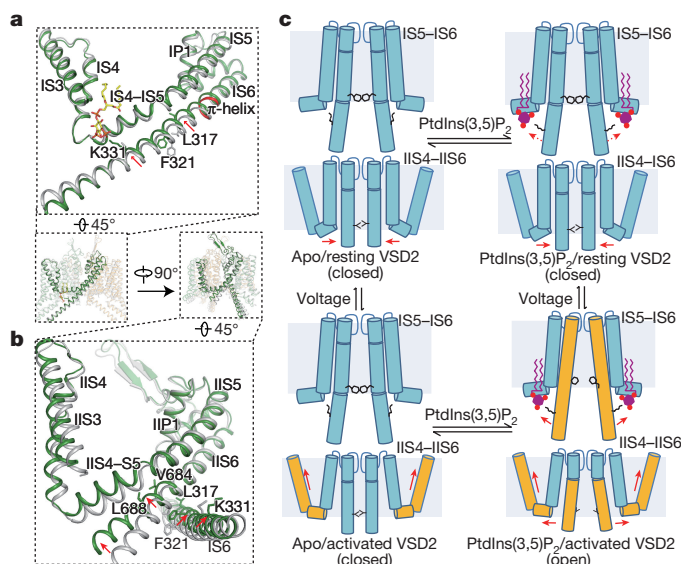 a
IS3
IS4
IS4–IS5
IP1
IS5
IS6
π-helix
L317
F321
K331
45°
90°
45°
b
IIS4
IIS3
IIS4–S5
IIP1
IIS5
IIS6
V684
L317
K331
L688
F321
IS6
c
IS5–IS6
IS5–IS6
PtdIns(3,5)P2
IIS4–IIS6
IIS4–IIS6
Apo/resting VSD2
(closed)
PtdIns(3,5)P2/resting VSD2
(closed)
Voltage
Voltage
IS5–IS6
IS5–IS6
PtdIns(3,5)P2
IIS4–IIS6
IIS4–IIS6
Apo/activated VSD2
(closed)
PtdIns(3,5)P2/activated VSD2
(open)